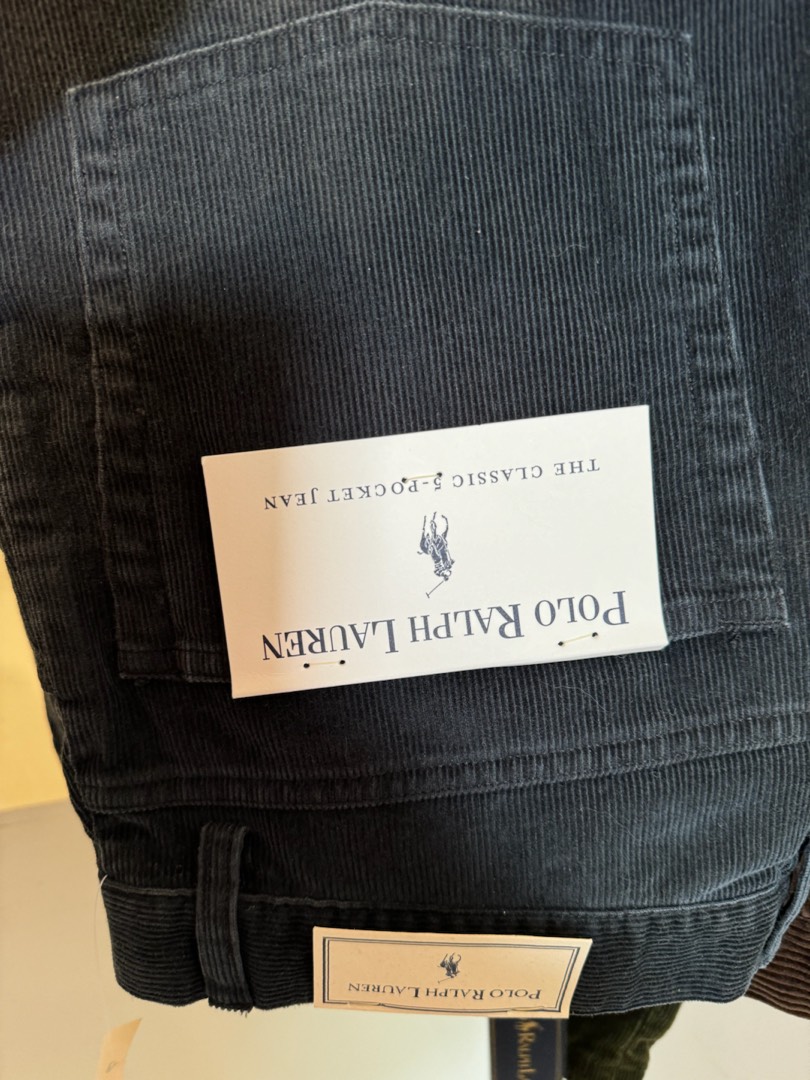 POLO RALPH LAUREN
THE CLASSIC 5-POCKET JEAN
POLO RALPH LAUREN